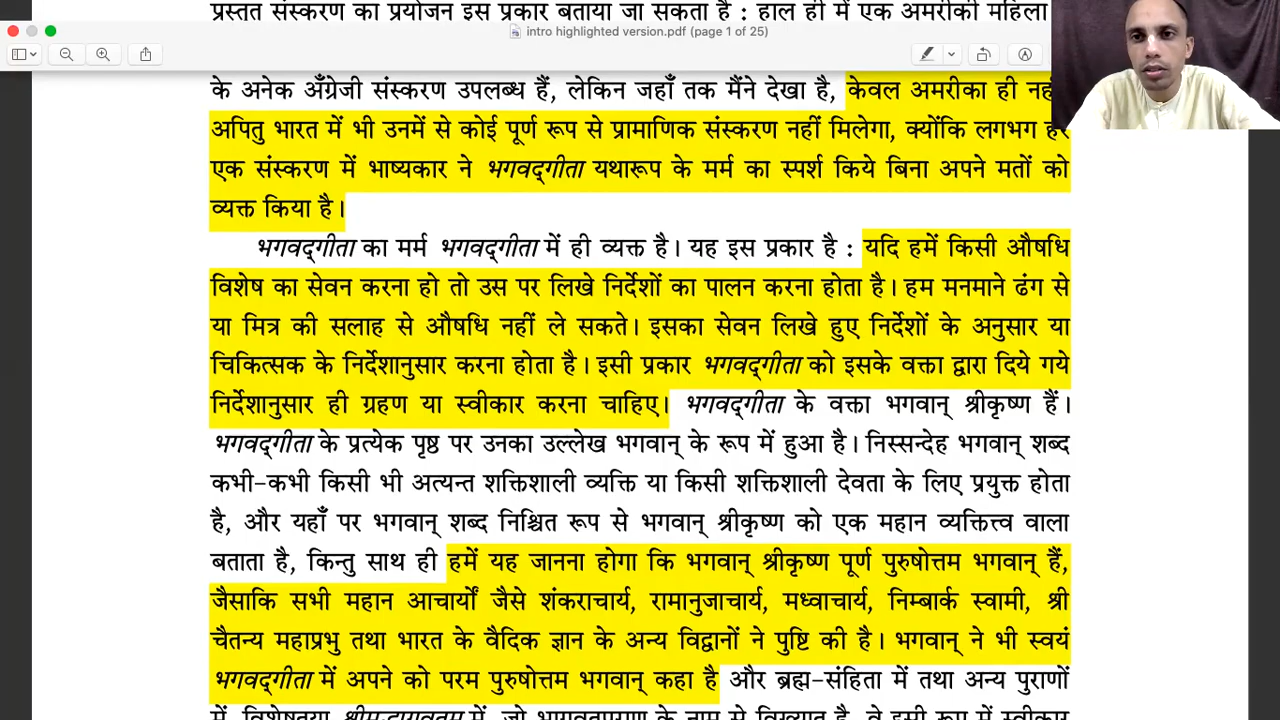 प्रस्तत संस्करण का प्रयोजन इस प्रकार बताया जा सकता है : हाल ही में एक अमरीकी महिला
intro highlighted version.pdf (page 1 of 25)
के अनेक अँग्रेजी संस्करण उपलब्ध हैं, लेकिन जहाँ तक मैंने देखा है, केवल अमरीका ही
अपितु भारत में भी उनमें से कोई पूर्ण रूप से प्रामाणिक संस्करण नहीं मिलेगा, क्योंकि लगभग हर
एक संस्करण में भाष्यकार ने भगवद्‌गीता यथारूप के मर्म का स्पर्श किये बिना अपने मतों को
व्यक्त किया है।
भगवद्‌गीता का मर्म भगवद्‌गीता में ही व्यक्त है। यह इस प्रकार है : यदि हमें किसी औषधि
विशेष का सेवन करना हो तो उस पर लिखे निर्देशों का पालन करना होता है। हम मनमाने ढंग से
या मित्र की सलाह से औषधि नहीं ले सकते। इसका सेवन लिखे हुए निर्देशों के अनुसार या
चिकित्सक के निर्देशानुसार करना होता है। इसी प्रकार भगवद्‌गीता को इसके वक्ता द्वारा दिये गये
निर्देशानुसार ही ग्रहण या स्वीकार करना चाहिए। भगवद्‌गीता के वक्ता भगवान् श्रीकृष्ण हैं।
भगवद्‌गीता के प्रत्येक पृष्ठ पर उनका उल्लेख भगवान् के रूप में हुआ है। निस्सन्देह भगवान् शब्द
कभी-कभी किसी भी अत्यन्त शक्तिशाली व्यक्ति या किसी शक्तिशाली देवता के लिए प्रयुक्त होता
है, और यहाँ पर भगवान् शब्द निश्चित रूप से भगवान् श्रीकृष्ण को एक महान व्यक्तित्त्व वाला
बताता है, किन्तु साथ ही हमें यह जानना होगा कि भगवान् श्रीकृष्ण पूर्ण पुरुषोत्तम भगवान् हैं,
जैसाकि सभी महान आचार्यों जैसे शंकराचार्य, रामानुजाचार्य, मध्वाचार्य, निम्बार्क स्वामी, श्री
चैतन्य महाप्रभु तथा भारत के वैदिक ज्ञान के अन्य विद्वानों ने पुष्टि की है। भगवान् ने भी स्वयं
भगवद्‌गीता में अपने को परम पुरुषोत्तम भगवान् कहा है और ब्रह्म-संहिता में तथा अन्य पुराणों
में, विशेषतया श्रीमद्भागवतम् में, जो भागवतपुराण के नाम से विख्यात है, वे इसी रूप में स्वीकार